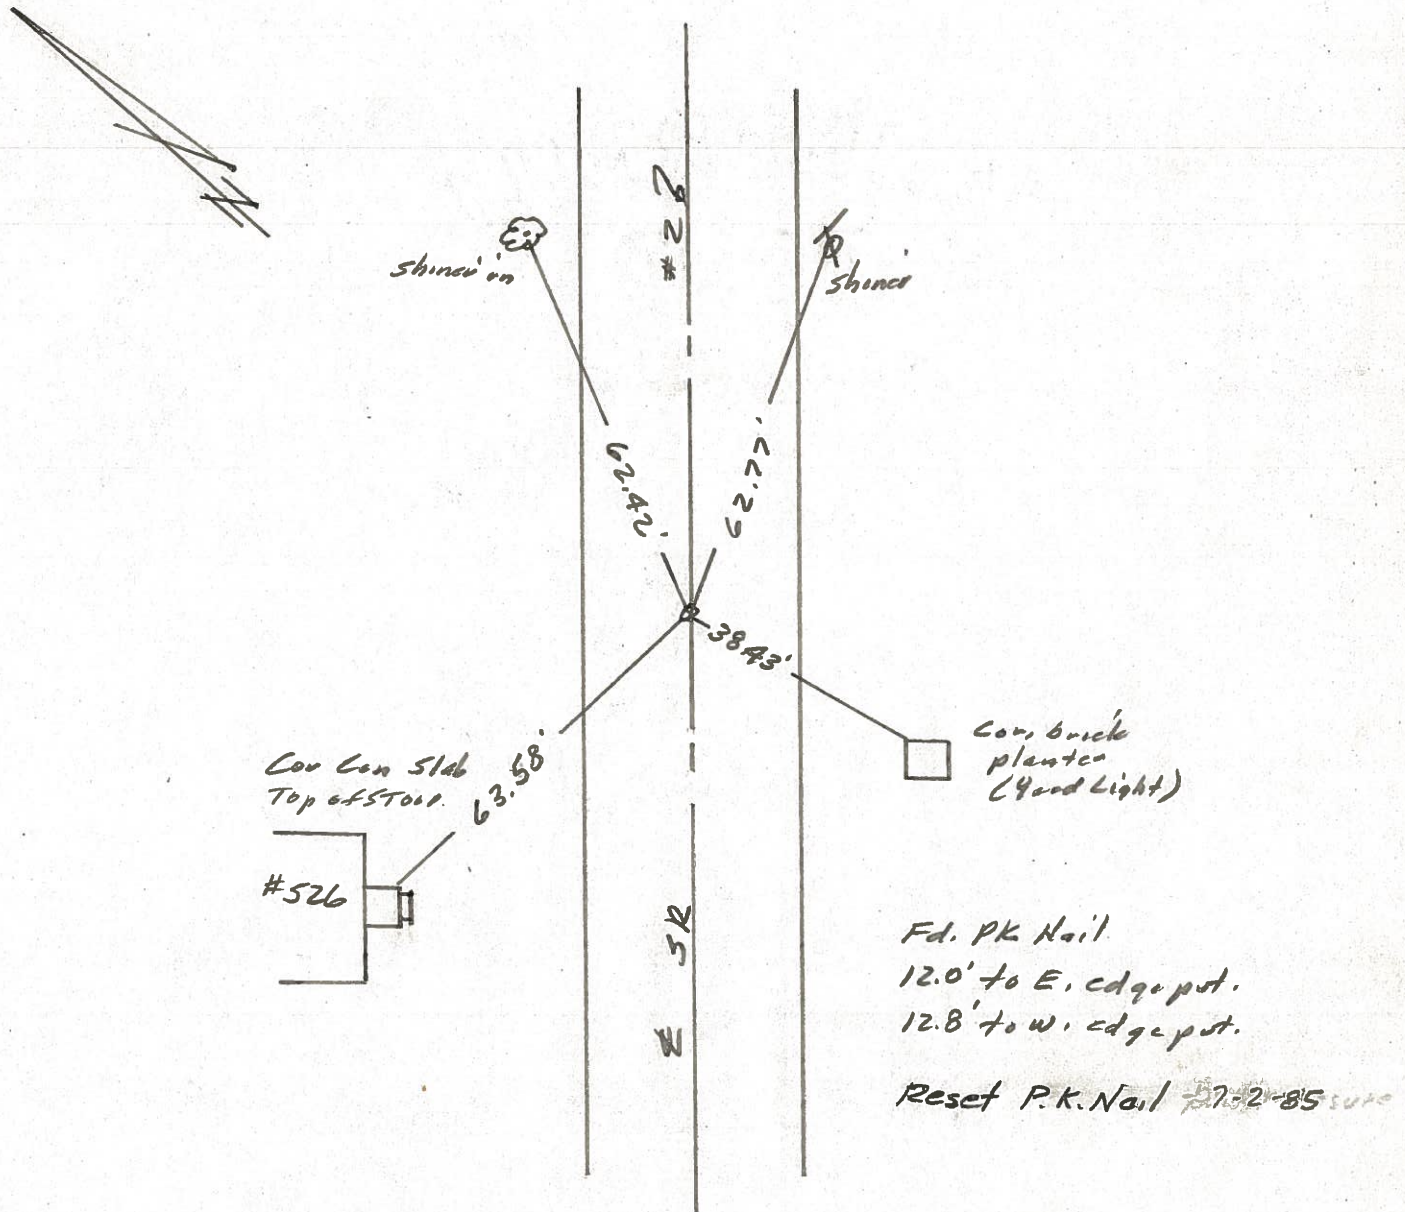 N
#27
shiner in
shiner
62.42'
62.77'
38.43'
63.58'
Cor Con Slab
Top of Stoop.
#526
Cor. brick
planter
(Yard Light)
SR
Fd. PK Nail
12.0' to E. edge pvt.
12.8' to W. edge pvt.
Reset P.K. Nail 7-2-85